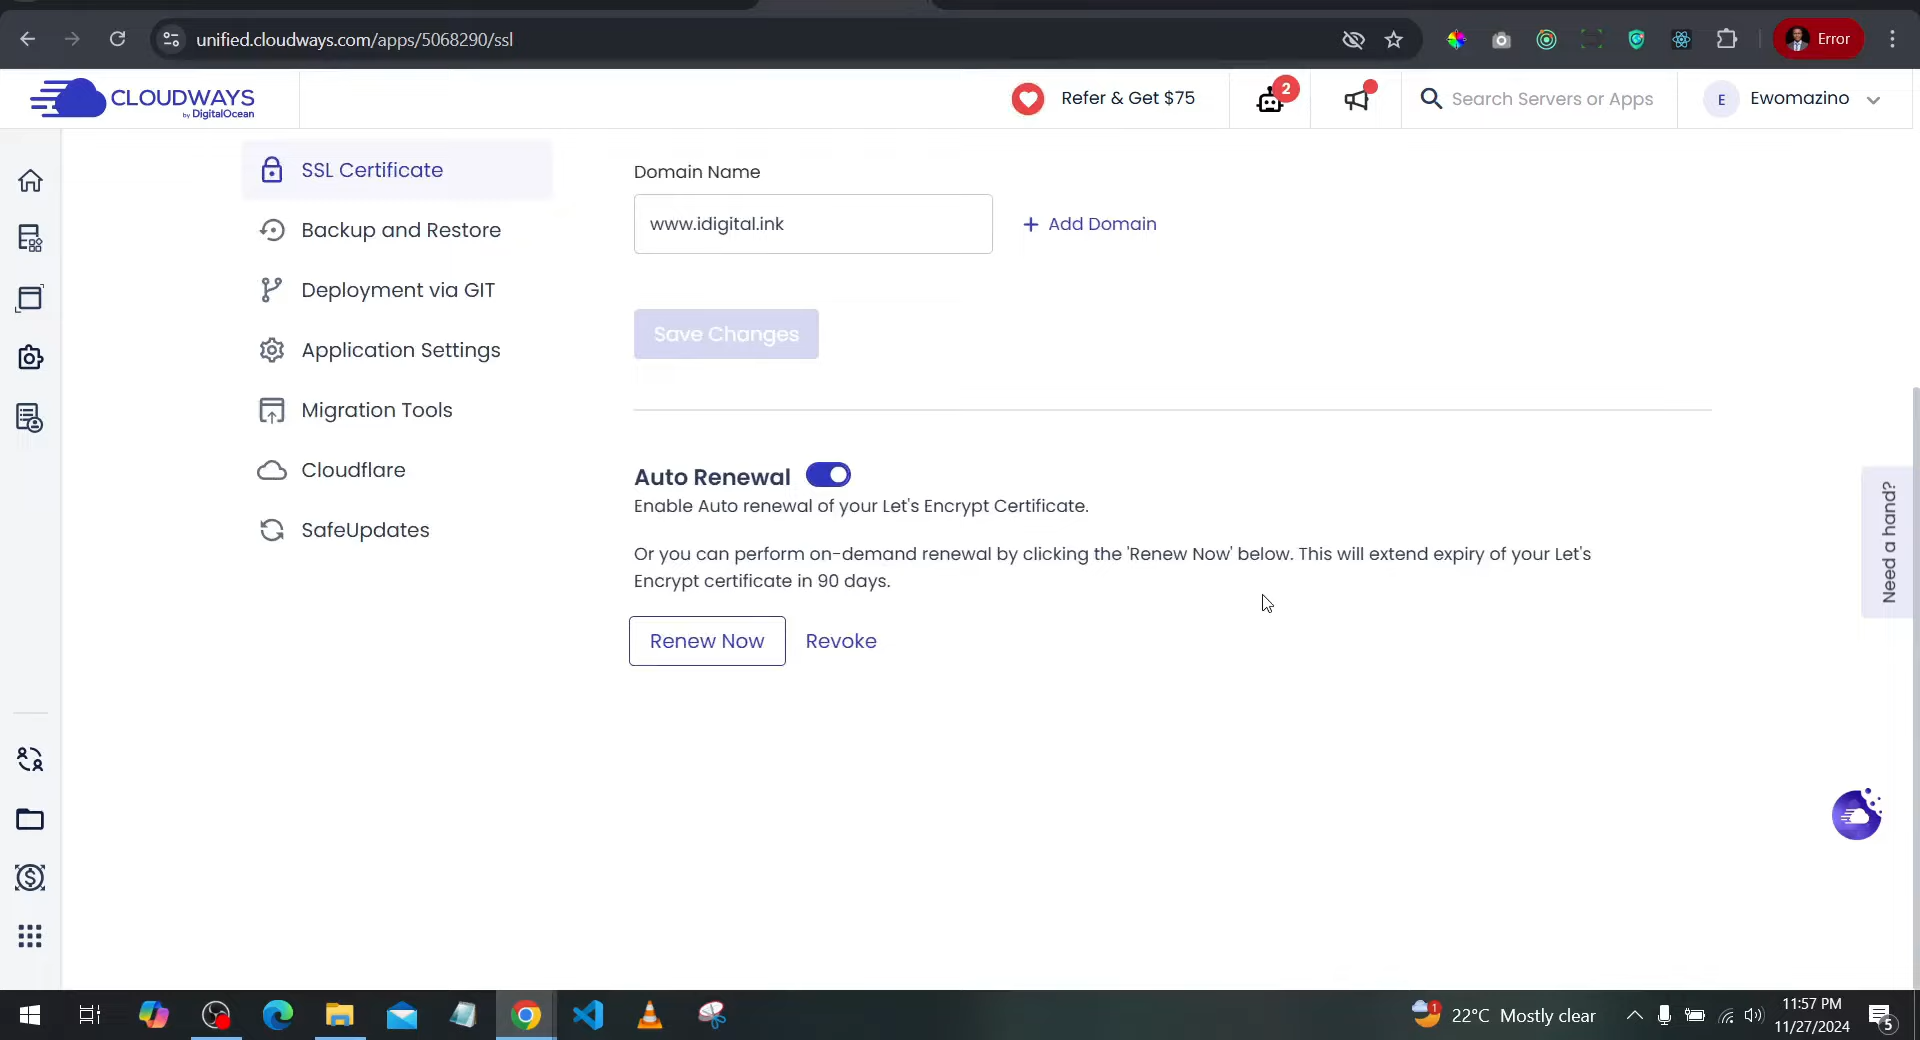 unified.cloudways.com/apps/5068290/ssl
Error
CLOUDWAYS
by DigitalOcean
Refer & Get $75
2
Search Servers or Apps
E
Ewomazino
SSL Certificate
Backup and Restore
Deployment via GIT
Application Settings
Migration Tools
Cloudflare
SafeUpdates
Domain Name
www.idigital.ink
+ Add Domain
Save Changes
Auto Renewal
Enable Auto renewal of your Let's Encrypt Certificate.
Or you can perform on-demand renewal by clicking the 'Renew Now' below. This will extend expiry of your Let's
Encrypt certificate in 90 days.
Renew Now
Revoke
Need a hand?
1
22°C Mostly clear
11:57 PM
11/27/2024
5